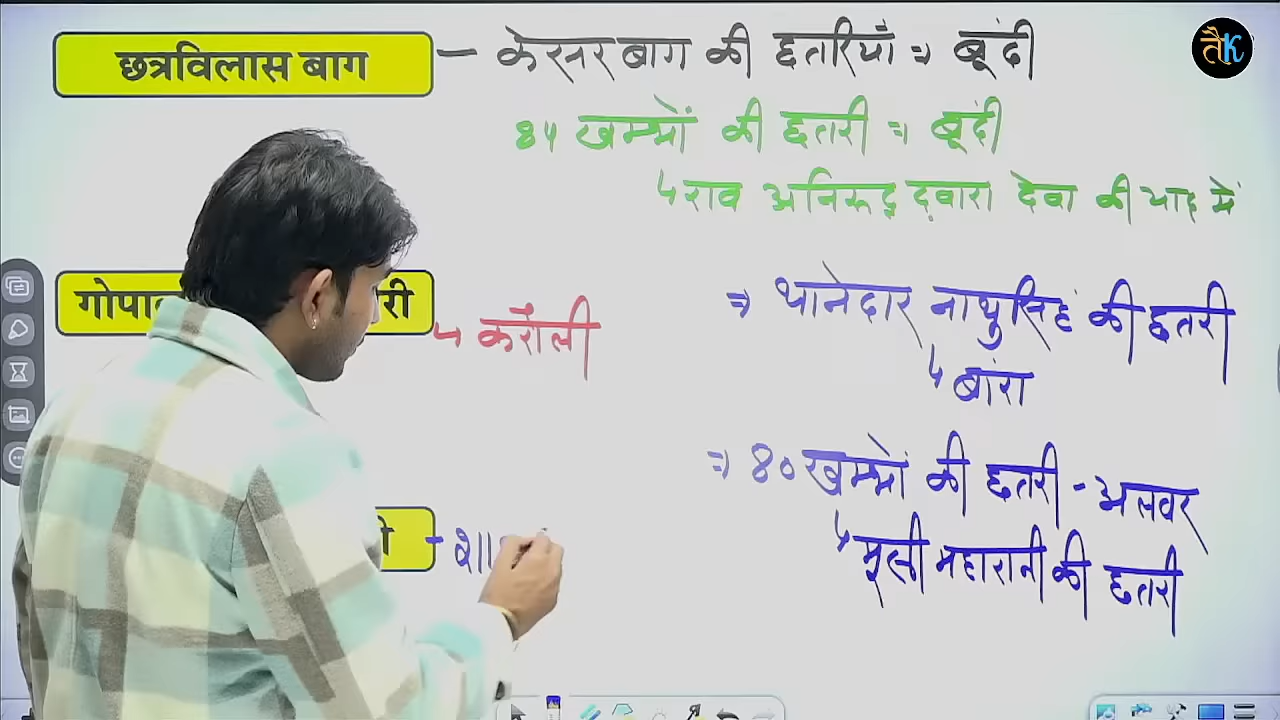 छत्रविलास बाग - केसर बाग की छतरियाँ ⇒ बूंदी
84 खम्भों की छतरी ⇒ बूंदी
↳ राव अनिरूद्ध द्वारा देवा की याद में
⇒ थानेदार नाथुसिंह की छतरी
↳ करौली
↳ बांरा
⇒ 80 खम्भों की छतरी - अलवर
↳ मूसी महारानी की छतरी
तैK